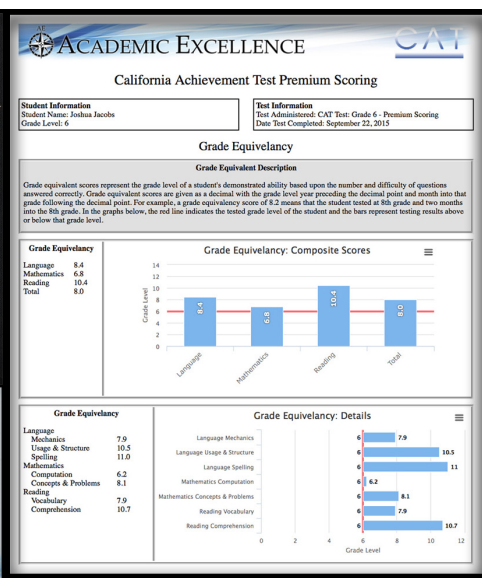 ACADEMIC EXCELLENCE
CAT
California Achievement Test Premium Scoring
Student Information
Student Name: Joshua Jacobs
Grade Level: 6
Test Information
Test Administered: CAT Test: Grade 6 - Premium Scoring
Date Test Completed: September 22, 2015
Grade Equivelancy
Grade Equivalent Description
Grade equivalent scores represent the grade level of a student's demonstrated ability based upon the number and difficulty of questions
answered correctly. Grade equivalent scores are given as a decimal with the grade level year preceding the decimal point and month into that
grade following the decimal point. For example, a grade equivalency score of 8.2 means that the student tested at 8th grade and two months
into the 8th grade. In the graphs below, the red line indicates the tested grade level of the student and the bars represent testing results above
or below that grade level.
Grade Equivelancy
Language 8.4
Mathematics 6.8
Reading 10.4
Total 8.0
Grade Equivelancy: Composite Scores
Grade Level
14
12
10
8
6
4
2
0
8.4
6.8
10.4
8.0
Language
Mathematics
Reading
Total
Grade Equivelancy
Language
Mechanics 7.9
Usage & Structure 10.5
Spelling 11.0
Mathematics
Computation 6.2
Concepts & Problems 8.1
Reading
Vocabulary 7.9
Comprehension 10.7
Grade Equivelancy: Details
Language Mechanics 6 7.9
Language Usage & Structure 6 10.5
Language Spelling 6 11
Mathematics Computation 6 6.2
Mathematics Concepts & Problems 6 8.1
Reading Vocabulary 6 7.9
Reading Comprehension 6 10.7
0 2 4 6 8 10 12
Grade Level